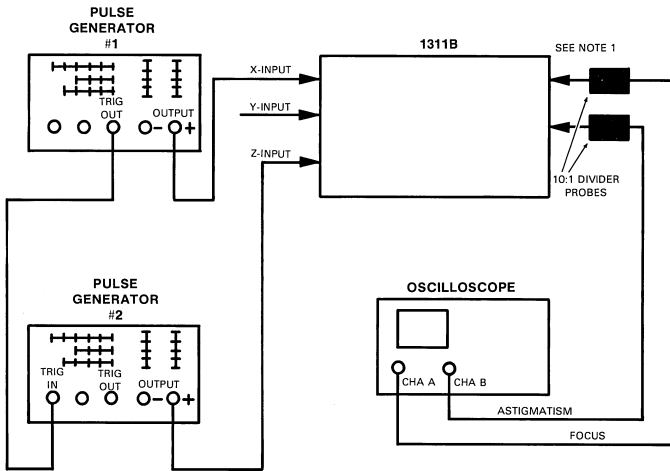 PULSE
GENERATOR
#1
TRIG
OUT
OUTPUT
- +
X-INPUT
Y-INPUT
Z-INPUT
1311B
SEE NOTE 1
10:1 DIVIDER
PROBES
PULSE
GENERATOR
#2
TRIG
IN
TRIG
OUT
OUTPUT
- +
OSCILLOSCOPE
CHA A
CHA B
ASTIGMATISM
FOCUS